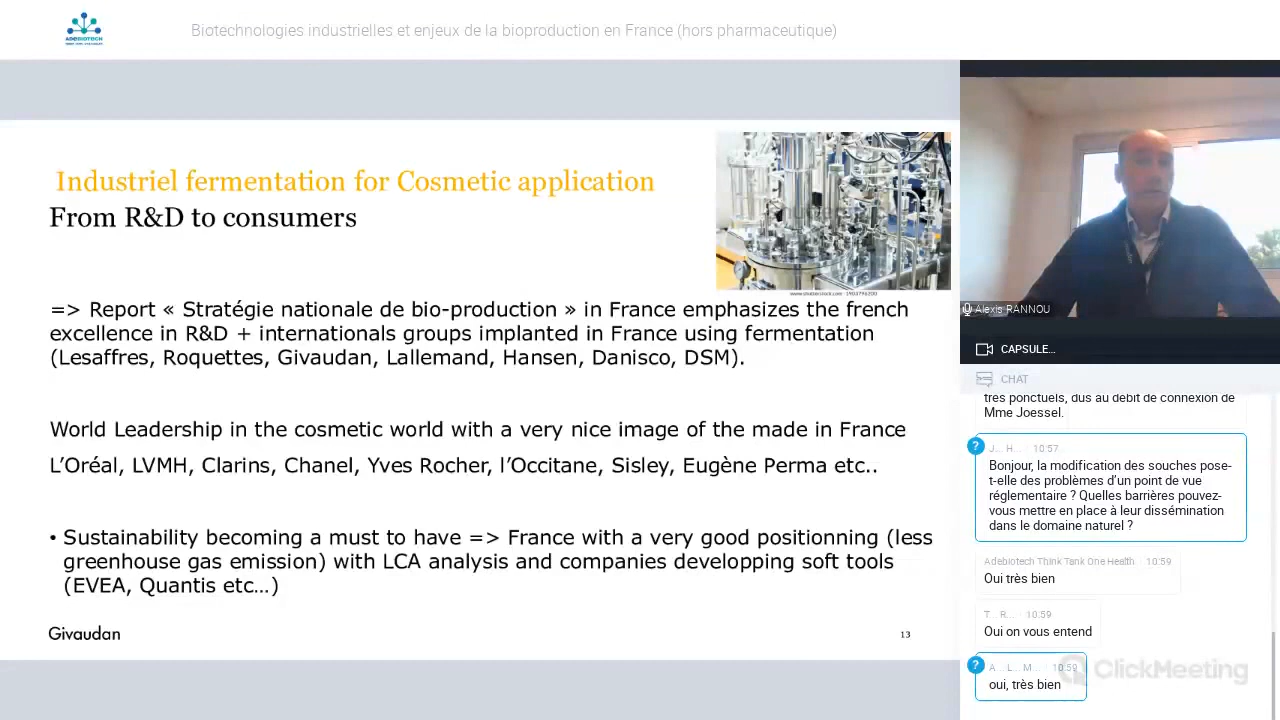 ADEBIOTECH
Biotechnologies industrielles et enjeux de la bioproduction en France (hors pharmaceutique)
Industriel fermentation for Cosmetic application
From R&D to consumers
=> Report « Stratégie nationale de bio-production » in France emphasizes the french
excellence in R&D + internationals groups implanted in France using fermentation
(Lesaffres, Roquettes, Givaudan, Lallemand, Hansen, Danisco, DSM).
World Leadership in the cosmetic world with a very nice image of the made in France
L'Oréal, LVMH, Clarins, Chanel, Yves Rocher, l'Occitane, Sisley, Eugène Perma etc..
• Sustainability becoming a must to have => France with a very good positionning (less
greenhouse gas emission) with LCA analysis and companies developping soft tools
(EVEA, Quantis etc…)
Givaudan
13
Alexis RANNOU
CAPSULE...
CHAT
très ponctuels, dus au débit de connexion de
Mme Joessel.
? J... H... 10:57
Bonjour, la modification des souches pose-
t-elle des problèmes d'un point de vue
réglementaire ? Quelles barrières pouvez-
vous mettre en place à leur dissémination
dans le domaine naturel ?
Adebiotech Think Tank One Health 10:59
Oui très bien
T... R... 10:59
Oui on vous entend
? A... L... M... 10:59
oui, très bien
ClickMeeting